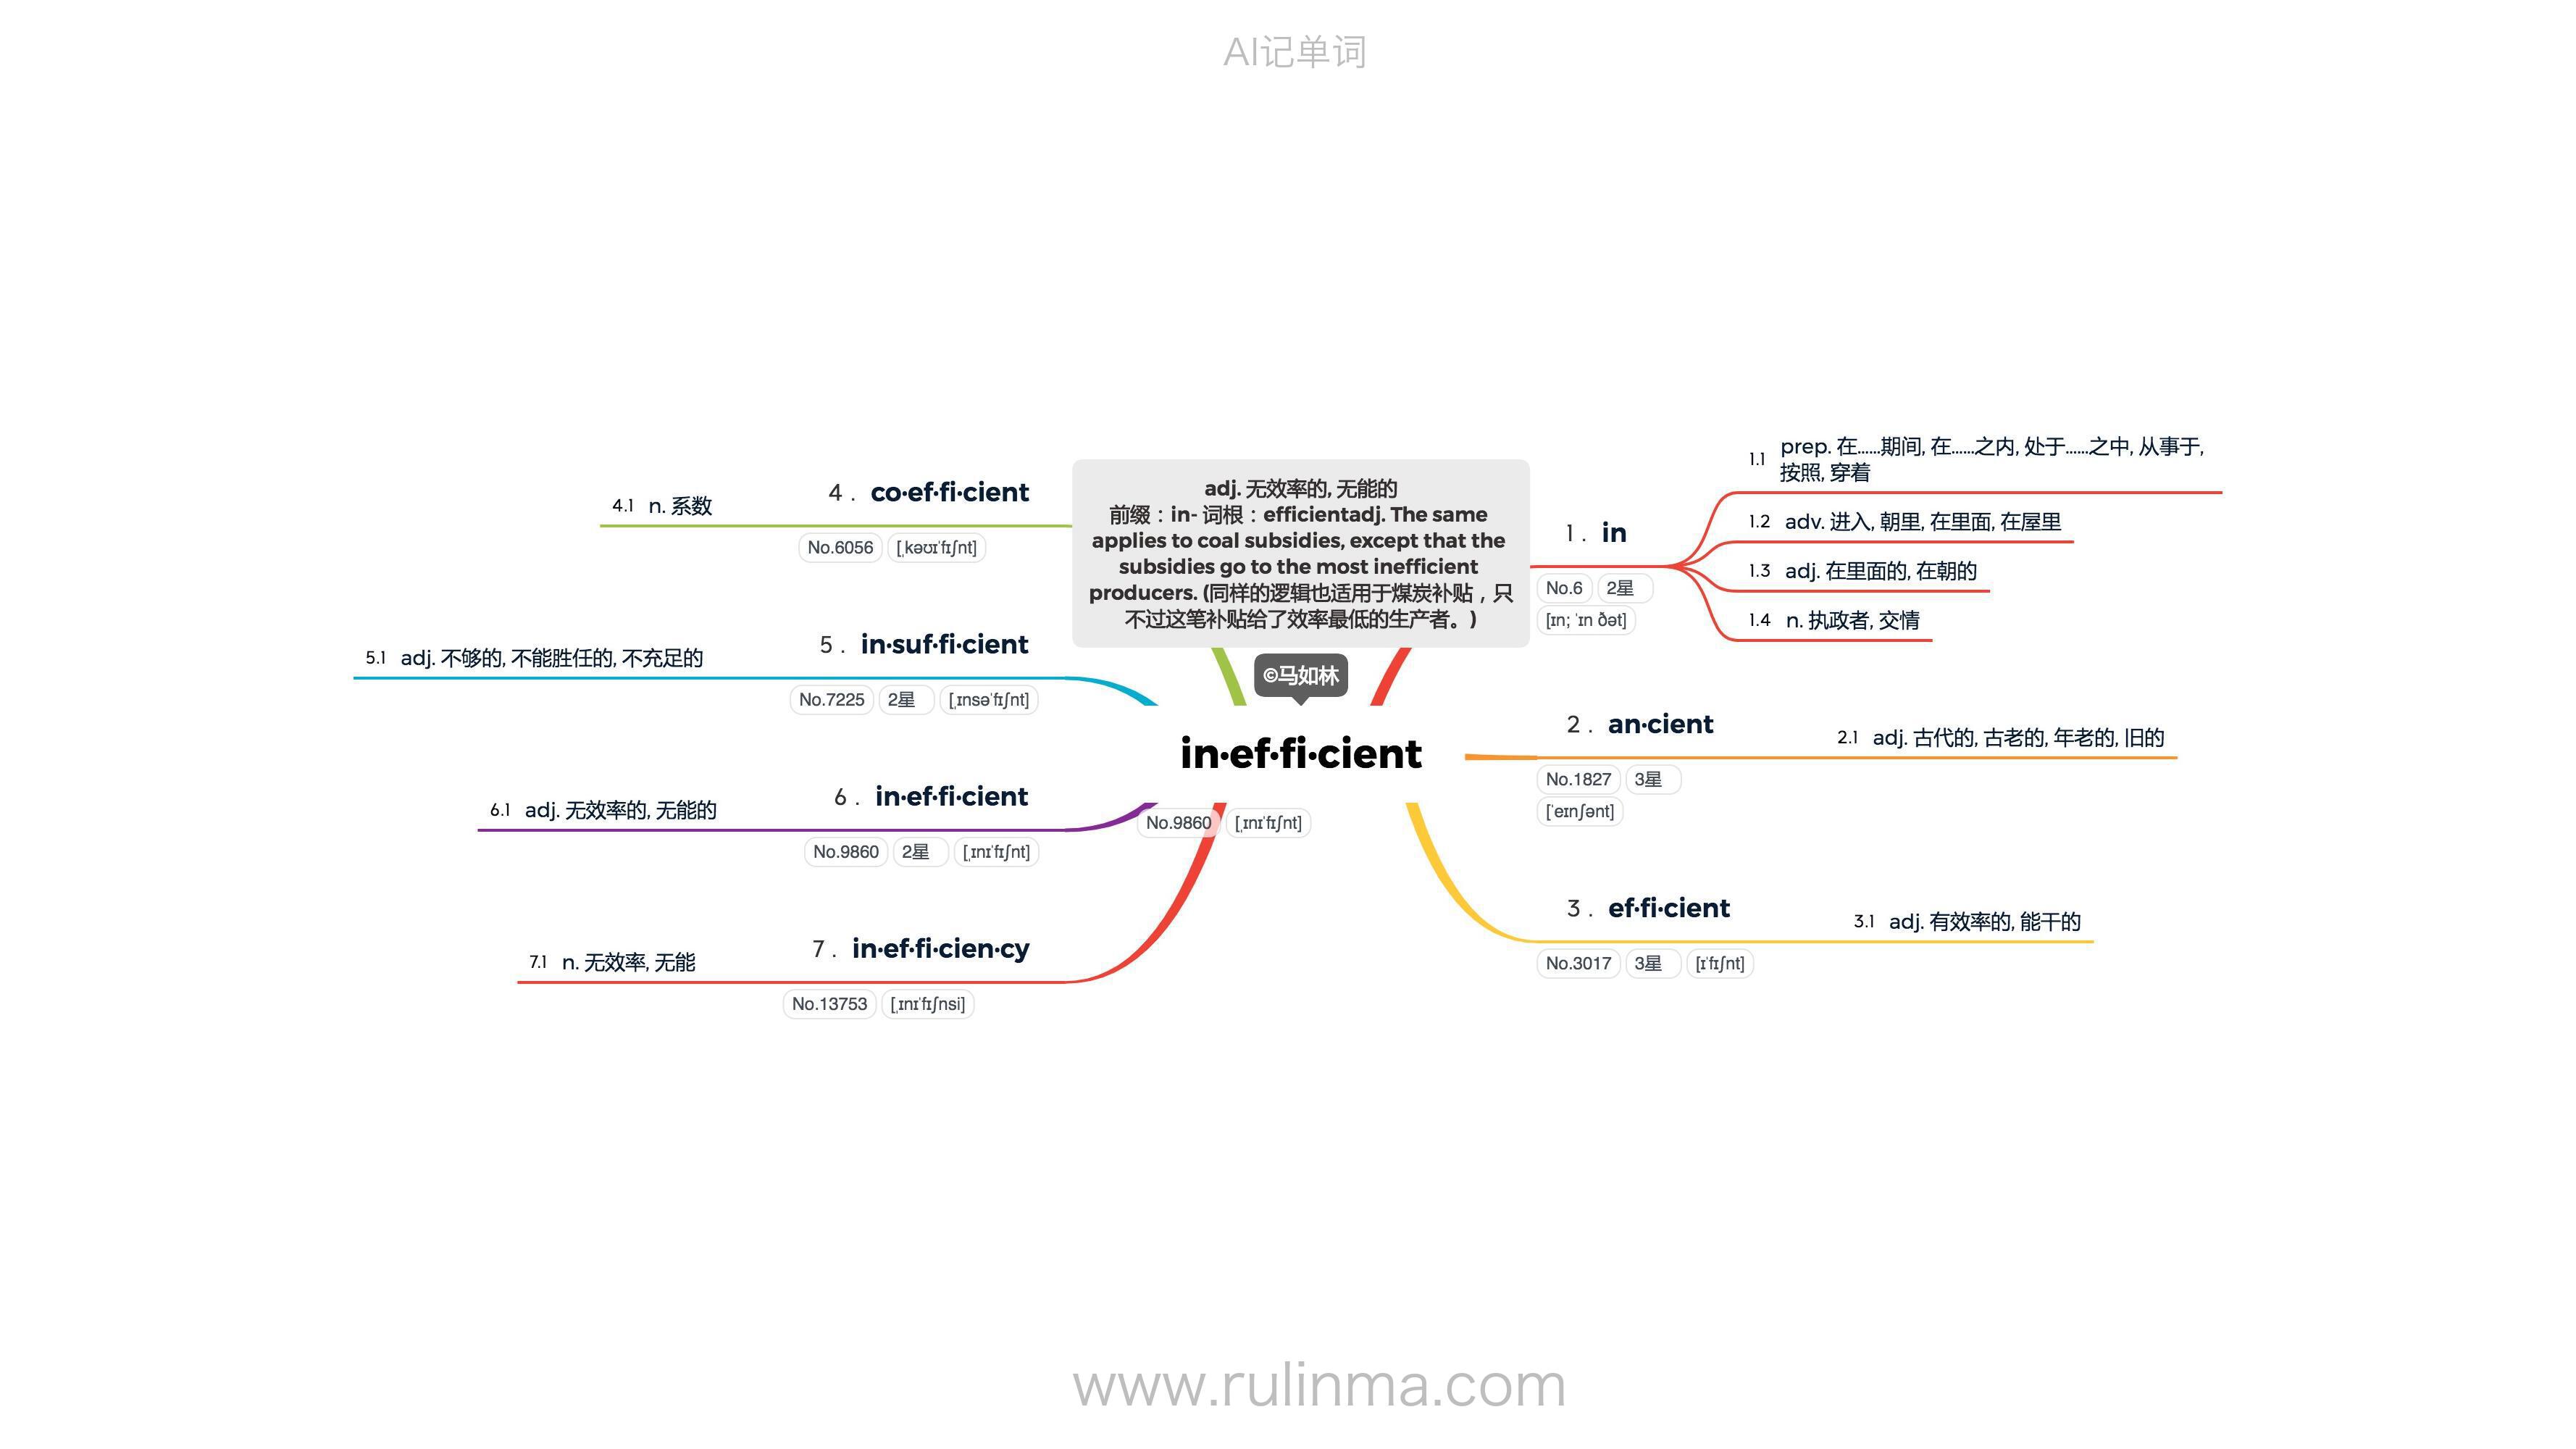 AI记单词
adj. 无效率的, 无能的
前缀：in- 词根：efficientadj. The same
applies to coal subsidies, except that the
subsidies go to the most inefficient
producers. (同样的逻辑也适用于煤炭补贴，只
不过这笔补贴给了效率最低的生产者。)
©马如林
in·ef·fi·cient
No.9860 [ˌɪnɪˈfɪʃnt]
1 . in
No.6 2星
[ɪn; ˈɪn ðət]
1.1 prep. 在……期间, 在……之内, 处于……之中, 从事于,
按照, 穿着
1.2 adv. 进入, 朝里, 在里面, 在屋里
1.3 adj. 在里面的, 在朝的
1.4 n. 执政者, 交情
2 . an·cient
2.1 adj. 古代的, 古老的, 年老的, 旧的
No.1827 3星
[ˈeɪnʃənt]
3 . ef·fi·cient
3.1 adj. 有效率的, 能干的
No.3017 3星 [ɪˈfɪʃnt]
4 . co·ef·fi·cient
4.1 n. 系数
No.6056 [ˌkəʊɪˈfɪʃnt]
5 . in·suf·fi·cient
5.1 adj. 不够的, 不能胜任的, 不充足的
No.7225 2星 [ˌɪnsəˈfɪʃnt]
6 . in·ef·fi·cient
6.1 adj. 无效率的, 无能的
No.9860 2星 [ˌɪnɪˈfɪʃnt]
7 . in·ef·fi·cien·cy
7.1 n. 无效率, 无能
No.13753 [ˌɪnɪˈfɪʃnsi]
www.rulinma.com